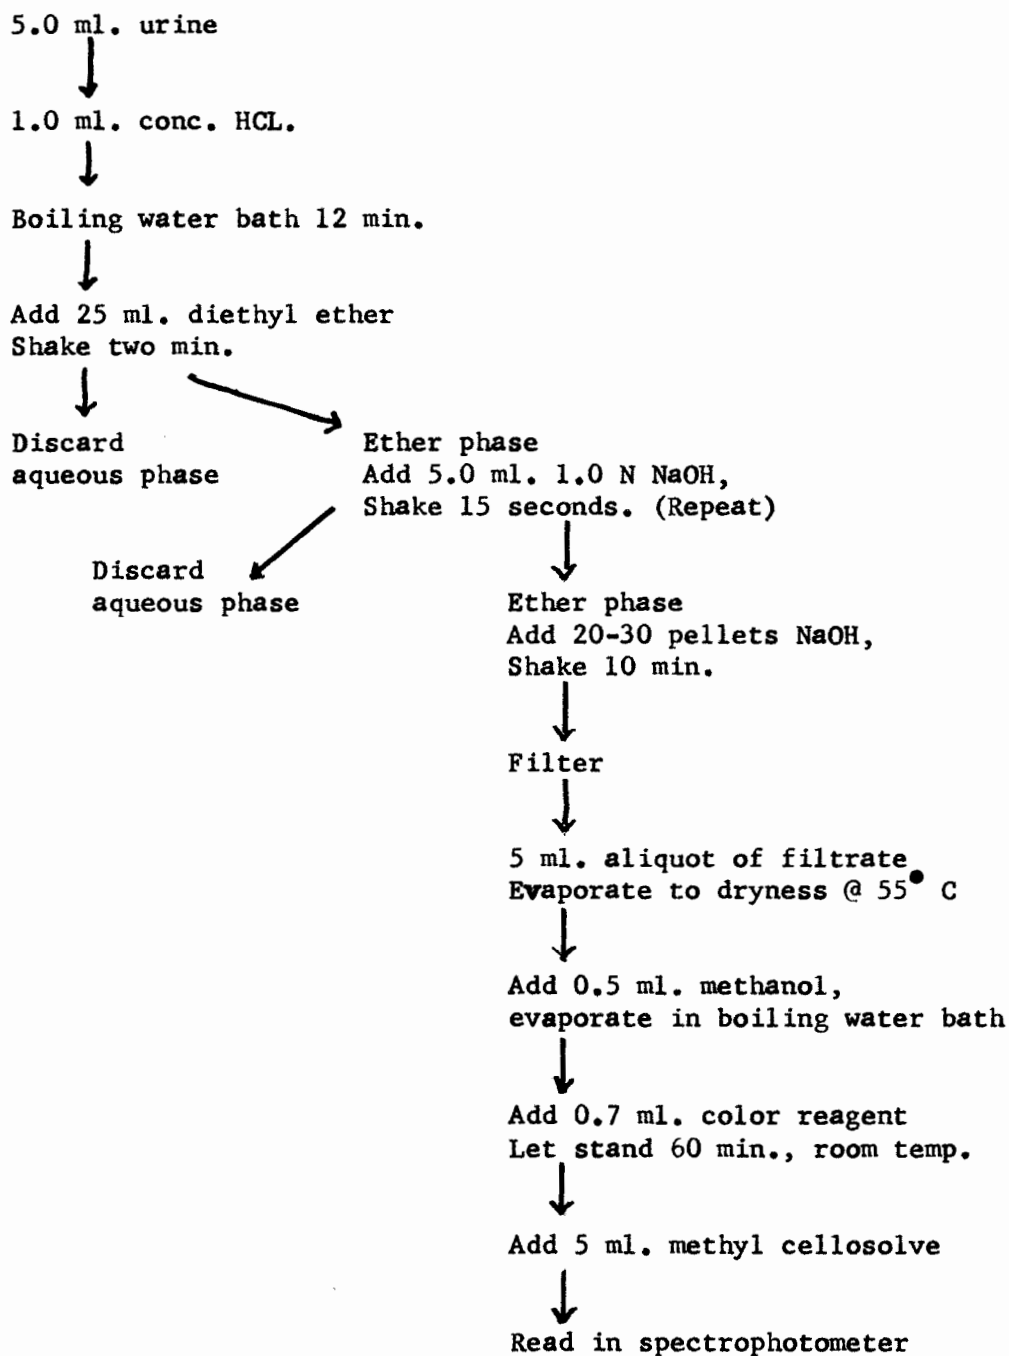 5.0 ml. urine
1.0 ml. conc. HCL.
Boiling water bath 12 min.
Add 25 ml. diethyl ether
Shake two min.
Discard
aqueous phase
Ether phase
Add 5.0 ml. 1.0 N NaOH,
Shake 15 seconds. (Repeat)
Discard
aqueous phase
Ether phase
Add 20-30 pellets NaOH,
Shake 10 min.
Filter
5 ml. aliquot of filtrate
Evaporate to dryness @ 55° C
Add 0.5 ml. methanol,
evaporate in boiling water bath
Add 0.7 ml. color reagent
Let stand 60 min., room temp.
Add 5 ml. methyl cellosolve
Read in spectrophotometer